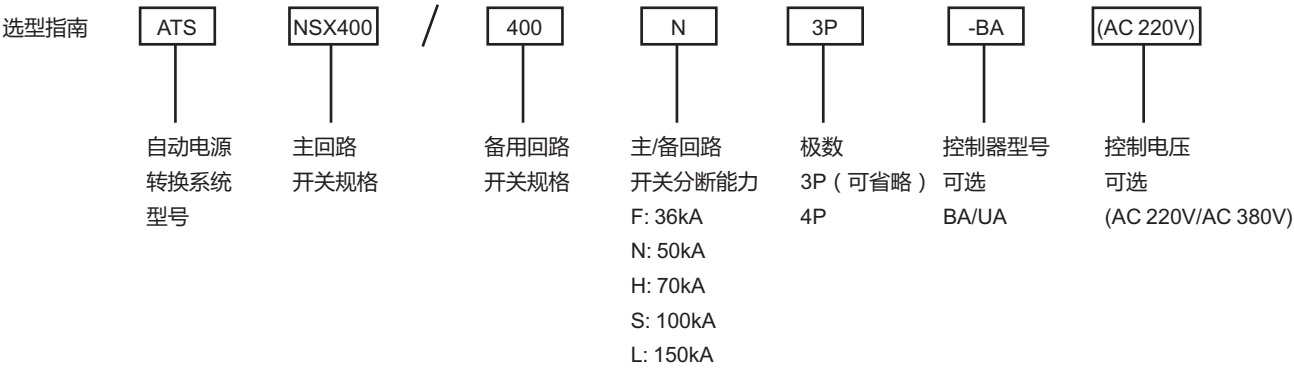 选型指南 ATS NSX400 / 400 N 3P -BA (AC 220V)
自动电源 主回路 备用回路 主/备回路 极数 控制器型号 控制电压
转换系统 开关规格 开关规格 开关分断能力 3P（可省略） 可选 可选
型号 F: 36kA 4P BA/UA (AC 220V/AC 380V)
N: 50kA
H: 70kA
S: 100kA
L: 150kA